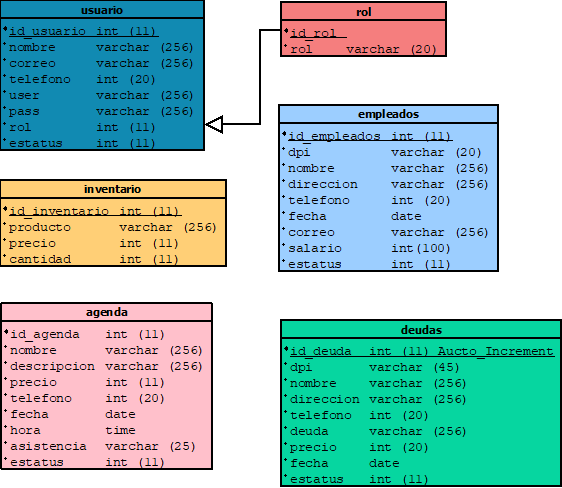 usuario
id_usuario int (11)
nombre varchar (256)
correo varchar (256)
telefono int (20)
user varchar (256)
pass varchar (256)
rol int (11)
estatus int (11)
rol
id_rol
rol varchar (20)
empleados
id_empleados int (11)
dpi varchar (20)
nombre varchar (256)
direccion varchar (256)
telefono int (20)
fecha date
correo varchar (256)
salario int(100)
estatus int (11)
inventario
id_inventario int (11)
producto varchar (256)
precio int (11)
cantidad int (11)
agenda
id_agenda int (11)
nombre varchar (256)
descripcion varchar (256)
precio int (11)
telefono int (20)
fecha date
hora time
asistencia varchar (25)
estatus int (11)
deudas
id_deuda int (11) Aucto_Increment
dpi varchar (45)
nombre varchar (256)
direccion varchar (256)
telefono int (20)
deuda varchar (256)
precio int (20)
fecha date
estatus int (11)